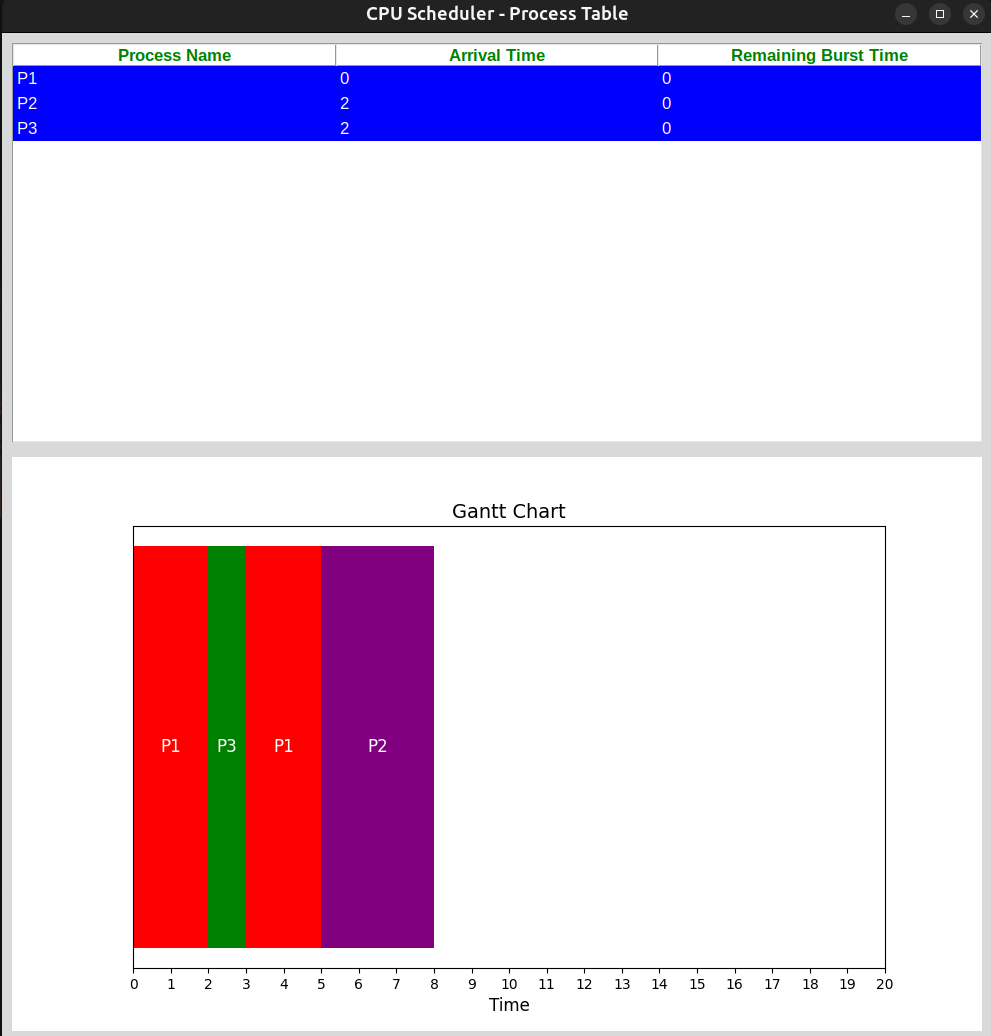 CPU Scheduler - Process Table
Process Name Arrival Time Remaining Burst Time
P1 0 0
P2 2 0
P3 2 0
Gantt Chart
P1 P3 P1 P2
0 1 2 3 4 5 6 7 8 9 10 11 12 13 14 15 16 17 18 19 20
Time